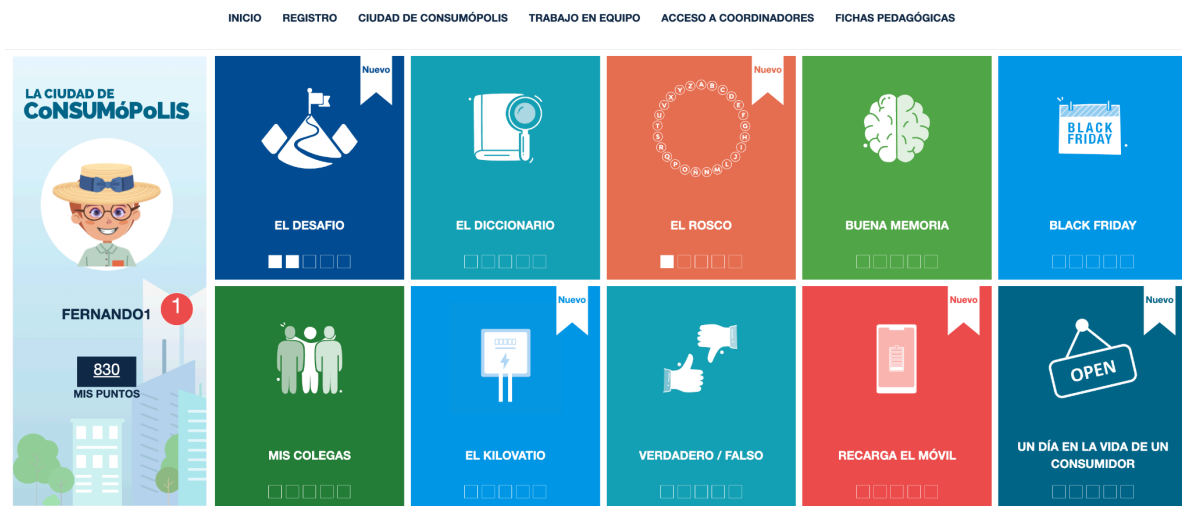 INICIO REGISTRO CIUDAD DE CONSUMÓPOLIS TRABAJO EN EQUIPO ACCESO A COORDINADORES FICHAS PEDAGÓGICAS
LA CIUDAD DE
CoNSUMóPoLIS
FERNANDO1
1
830
MIS PUNTOS
Nuevo
EL DESAFIO
EL DICCIONARIO
Nuevo
A B C D E F G H I J L M N Ñ O P Q R S T U V X Y Z
EL ROSCO
BUENA MEMORIA
BLACK
FRIDAY
BLACK FRIDAY
MIS COLEGAS
Nuevo
EL KILOVATIO
VERDADERO / FALSO
Nuevo
RECARGA EL MÓVIL
Nuevo
OPEN
UN DÍA EN LA VIDA DE UN
CONSUMIDOR